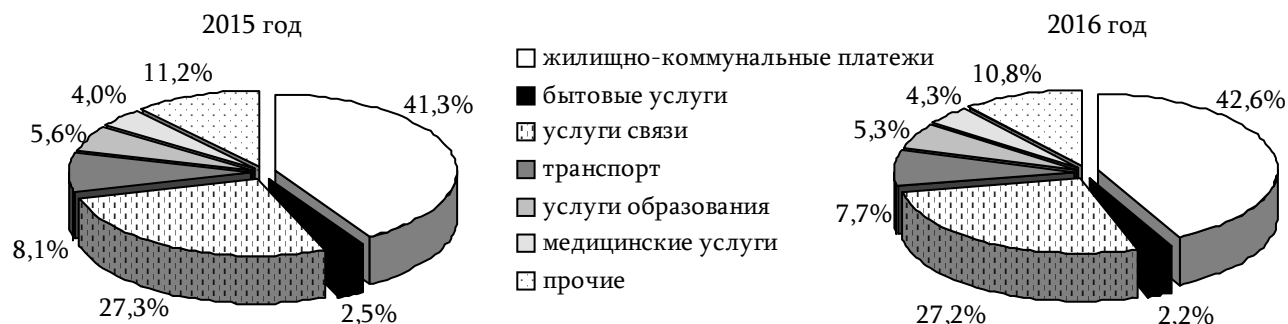 2015 год
11,2%
4,0%
5,6%
8,1%
27,3%
2,5%
41,3%
жилищно-коммунальные платежи
бытовые услуги
услуги связи
транспорт
услуги образования
медицинские услуги
прочие
2016 год
10,8%
4,3%
5,3%
7,7%
27,2%
2,2%
42,6%